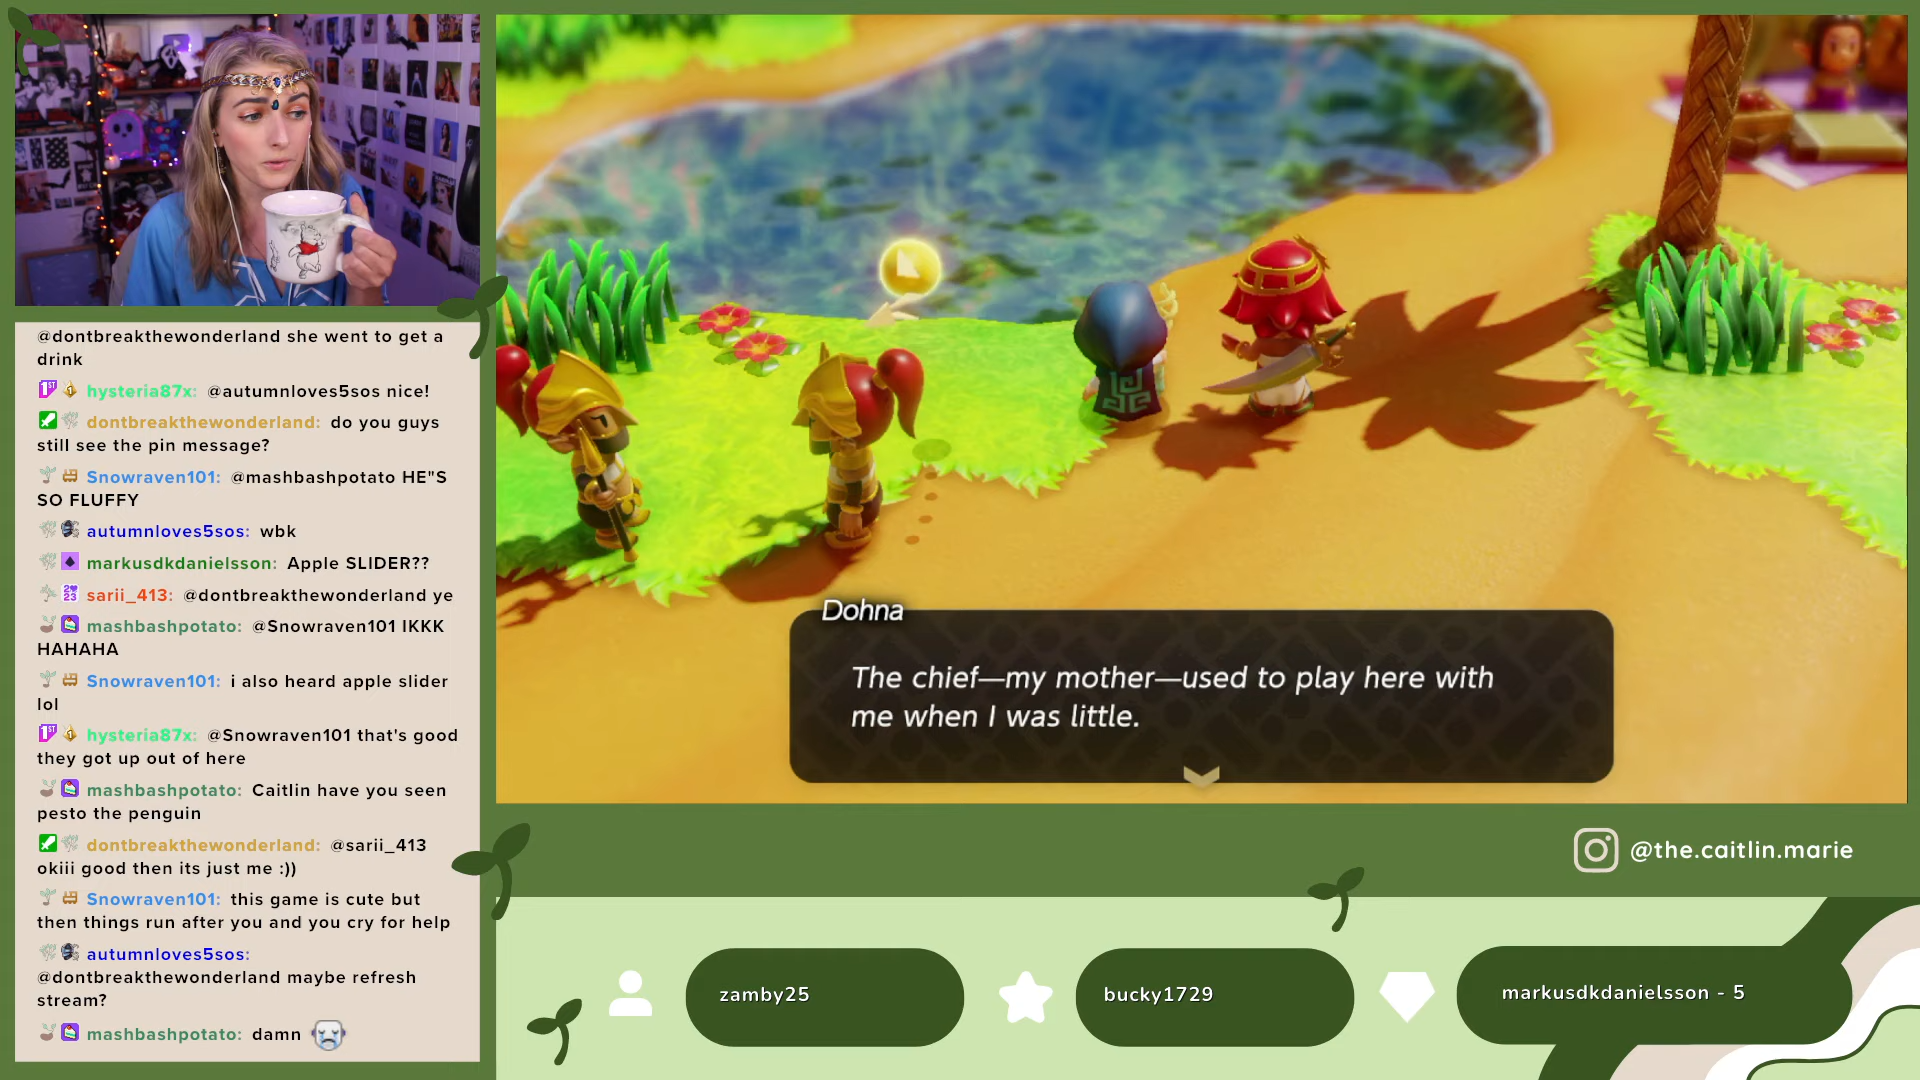 @dontbreakthewonderland she went to get a
drink
hysteria87x: @autumnloves5sos nice!
dontbreakthewonderland: do you guys
still see the pin message?
Snowraven101: @mashbashpotato HE"S
SO FLUFFY
autumnloves5sos: wbk
markusdkdanielsson: Apple SLIDER??
sarii_413: @dontbreakthewonderland ye
mashbashpotato: @Snowraven101 IKKK
HAHAHA
Snowraven101: i also heard apple slider
lol
hysteria87x: @Snowraven101 that's good
they got up out of here
mashbashpotato: Caitlin have you seen
pesto the penguin
dontbreakthewonderland: @sarii_413
okiii good then its just me :))
Snowraven101: this game is cute but
then things run after you and you cry for help
autumnloves5sos:
@dontbreakthewonderland maybe refresh
stream?
mashbashpotato: damn
Dohna
The chief—my mother—used to play here with
me when I was little.
@the.caitlin.marie
zamby25
bucky1729
markusdkdanielsson - 5